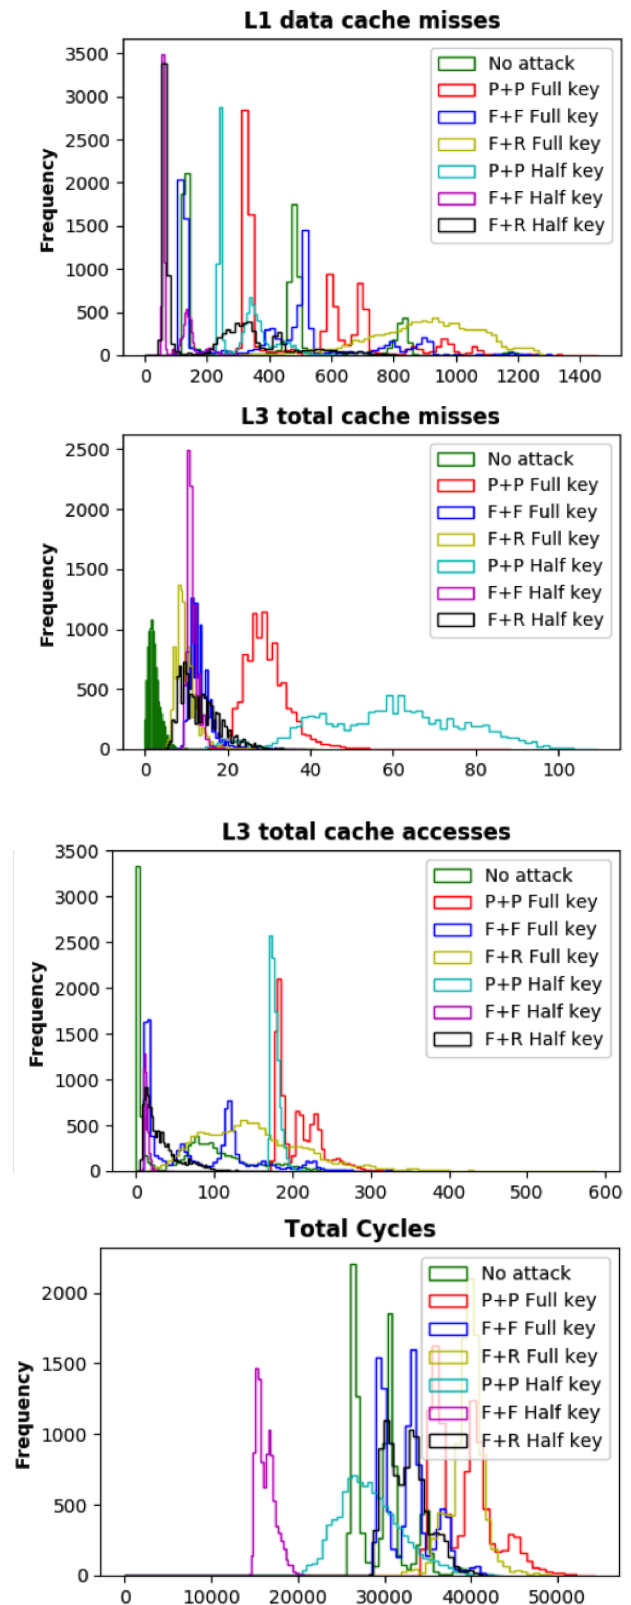 L1 data cache misses
3500
3000
2500
2000
1500
1000
500
0
Frequency
No attack
P+P Full key
F+F Full key
F+R Full key
P+P Half key
F+F Half key
F+R Half key
0 200 400 600 800 1000 1200 1400
L3 total cache misses
2500
2000
1500
1000
500
0
Frequency
No attack
P+P Full key
F+F Full key
F+R Full key
P+P Half key
F+F Half key
F+R Half key
0 20 40 60 80 100
L3 total cache accesses
3500
3000
2500
2000
1500
1000
500
0
Frequency
No attack
P+P Full key
F+F Full key
F+R Full key
P+P Half key
F+F Half key
F+R Half key
0 100 200 300 400 500 600
Total Cycles
2000
1500
1000
500
0
Frequency
No attack
P+P Full key
F+F Full key
F+R Full key
P+P Half key
F+F Half key
F+R Half key
0 10000 20000 30000 40000 50000